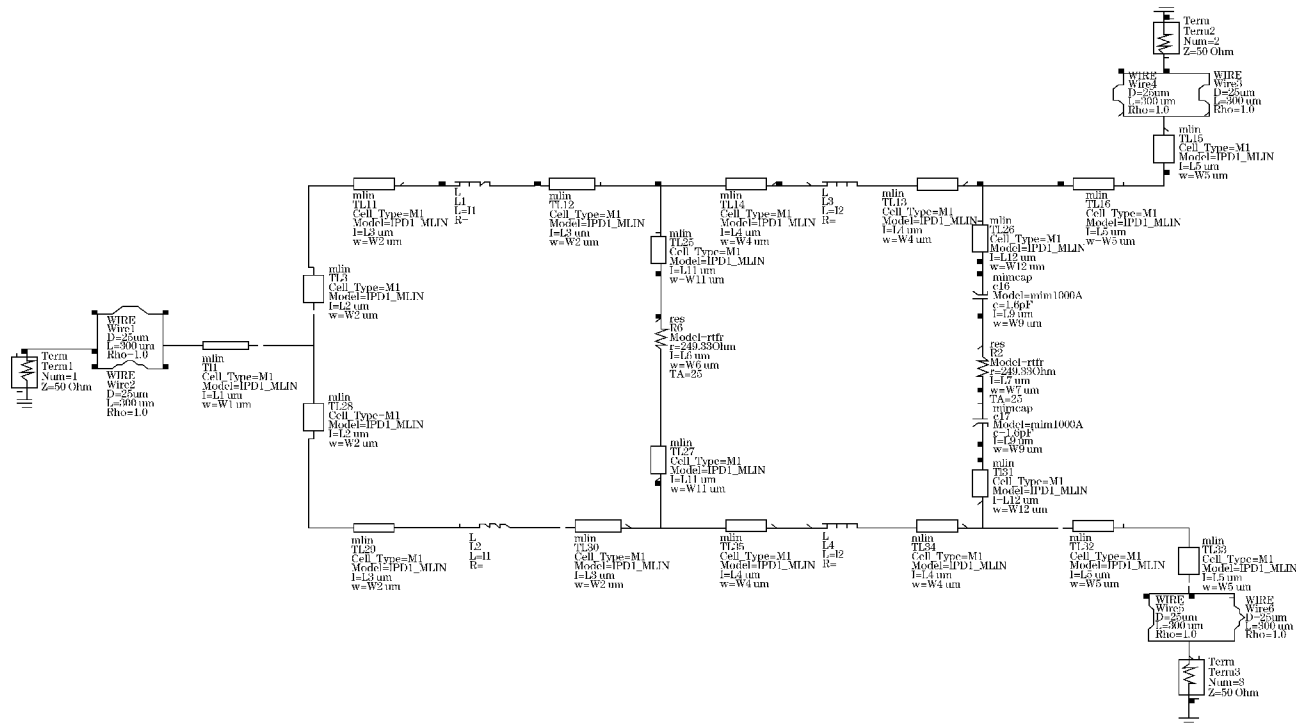 Term
Term2
Num=2
Z=50 Ohm
WIRE
Wire4
D=25um
L=300 um
Rho=1.0
WIRE
Wire3
D=25um
L=300 um
Rho=1.0
mlin
TL15
Cell_Type=M1
Model=IPD1_MLIN
l=L5 um
w=W5 um
mlin
TL11
Cell_Type=M1
Model=IPD1_MLIN
l=L3 um
w=W2 um
L
L1
L=l1
R=
mlin
TL12
Cell_Type=M1
Model=IPD1_MLIN
l=L3 um
w=W2 um
mlin
TL14
Cell_Type=M1
Model=IPD1_MLIN
l=L4 um
w=W4 um
L
L3
L=l2
R=
mlin
TL13
Cell_Type=M1
Model=IPD1_MLIN
l=L4 um
w=W4 um
mlin
TL16
Cell_Type=M1
Model=IPD1_MLIN
l=L5 um
w=W5 um
mlin
TL25
Cell_Type=M1
Model=IPD1_MLIN
l=L11 um
w=W11 um
mlin
TL26
Cell_Type=M1
Model=IPD1_MLIN
l=L12 um
w=W12 um
mimcap
c16
Model=mim1000A
c=1.6pF
l=L9 um
w=W9 um
mlin
TL3
Cell_Type=M1
Model=IPD1_MLIN
l=L2 um
w=W2 um
res
R6
Model=rtfr
r=249.33Ohm
l=L6 um
w=W6 um
TA=25
res
R2
Model=rtfr
r=249.33Ohm
l=L7 um
w=W7 um
TA=25
mimcap
c17
Model=mim1000A
c=1.6pF
l=L9 um
w=W9 um
WIRE
Wire1
D=25um
L=300 um
Rho=1.0
WIRE
Wire2
D=25um
L=300 um
Rho=1.0
Term
Term1
Num=1
Z=50 Ohm
mlin
Tl1
Cell_Type=M1
Model=IPD1_MLIN
l=L1 um
w=W1 um
mlin
TL28
Cell_Type=M1
Model=IPD1_MLIN
l=L2 um
w=W2 um
mlin
TL27
Cell_Type=M1
Model=IPD1_MLIN
l=L11 um
w=W11 um
mlin
Tl31
Cell_Type=M1
Model=IPD1_MLIN
l=L12 um
w=W12 um
mlin
TL29
Cell_Type=M1
Model=IPD1_MLIN
l=L3 um
w=W2 um
L
L2
L=l1
R=
mlin
TL30
Cell_Type=M1
Model=IPD1_MLIN
l=L3 um
w=W2 um
mlin
TL35
Cell_Type=M1
Model=IPD1_MLIN
l=L4 um
w=W4 um
L
L4
L=l2
R=
mlin
TL34
Cell_Type=M1
Model=IPD1_MLIN
l=L4 um
w=W4 um
mlin
TL32
Cell_Type=M1
Model=IPD1_MLIN
l=L5 um
w=W5 um
mlin
TL33
Cell_Type=M1
Model=IPD1_MLIN
l=L5 um
w=W5 um
WIRE
Wire5
D=25um
L=300 um
Rho=1.0
WIRE
Wire6
D=25um
L=300 um
Rho=1.0
Term
Term3
Num=3
Z=50 Ohm